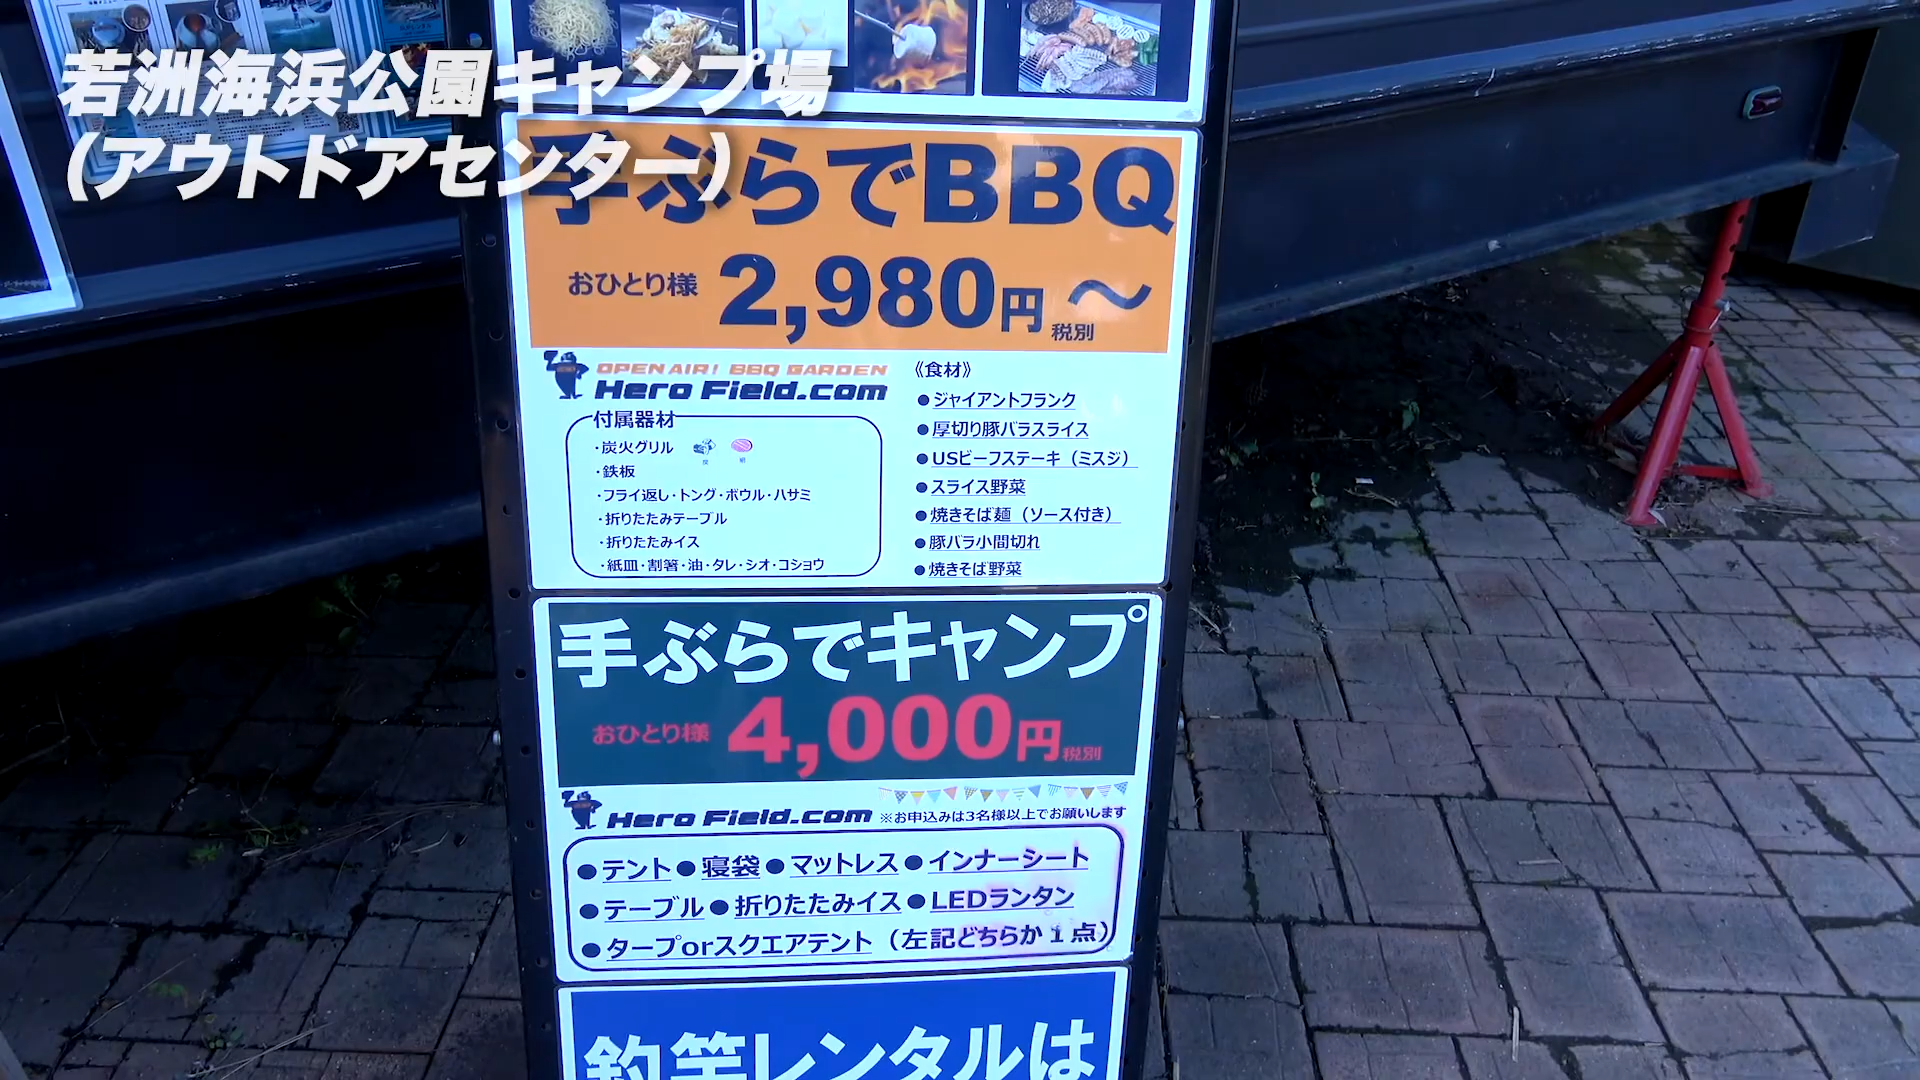 若洲海浜公園キャンプ場
(アウトドアセンター)
手ぶらでBBQ
おひとり様 2,980円～
税別
OPEN AIR! BBQ GARDEN
Hero Field.com
付属器材
・炭火グリル
・鉄板
・フライ返し・トング・ボウル・ハサミ
・折りたたみテーブル
・折りたたみイス
・紙皿・割箸・油・タレ・シオ・コショウ
《食材》
●ジャイアントフランク
●厚切り豚バラスライス
●USビーフステーキ（ミスジ）
●スライス野菜
●焼きそば麺（ソース付き）
●豚バラ小間切れ
●焼きそば野菜
手ぶらでキャンプ
おひとり様 4,000円税別
Hero Field.com ※お申込みは3名様以上でお願いします
●テント●寝袋●マットレス●インナーシート
●テーブル●折りたたみイス●LEDランタン
●タープorスクエアテント（左記どちらか１点）
釣竿レンタルは